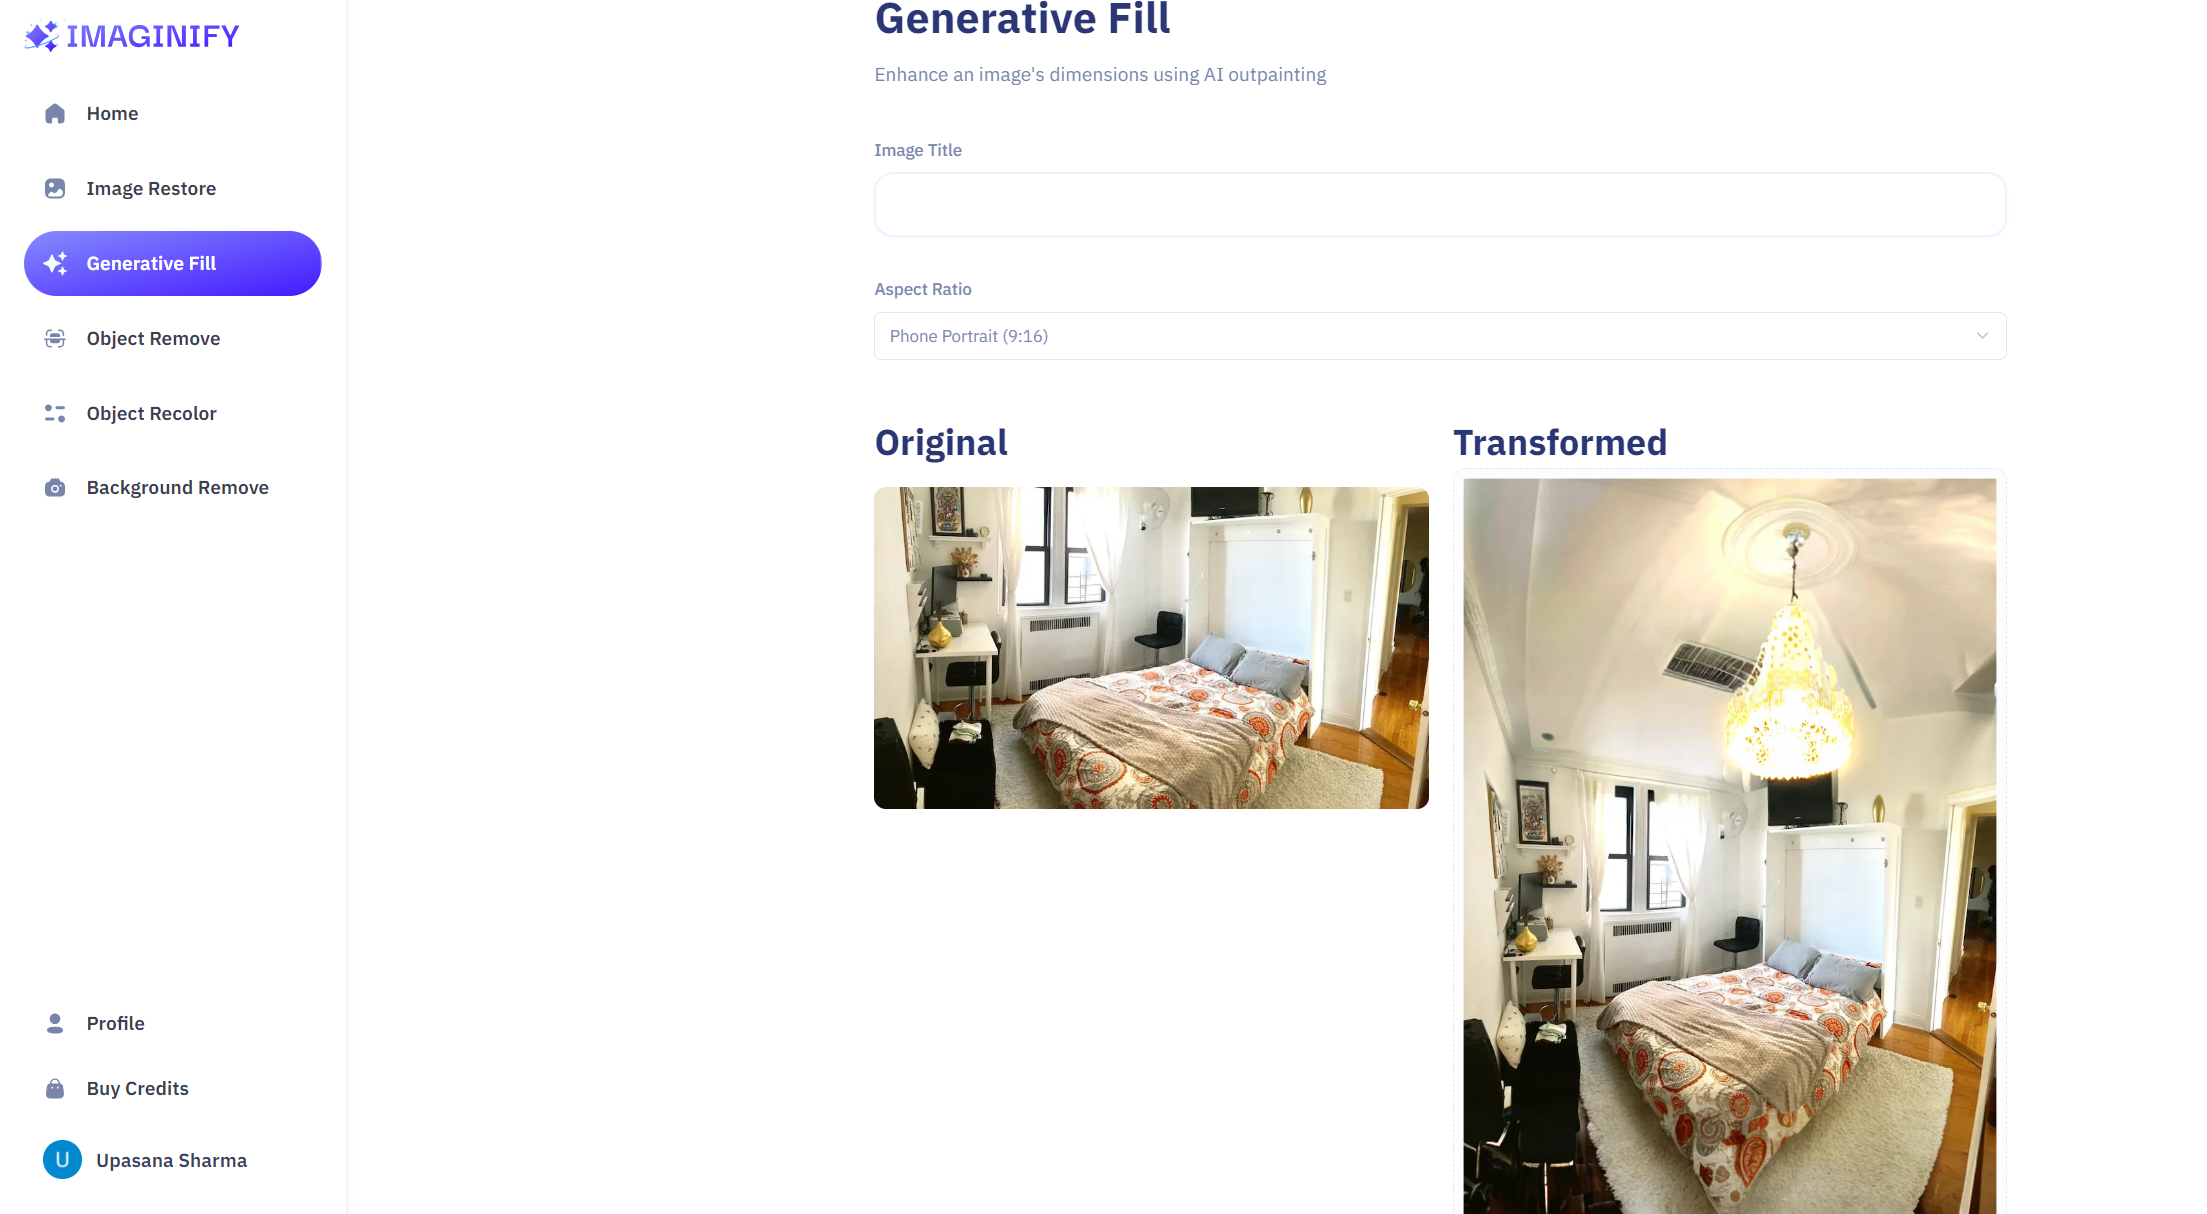 IMAGINIFY
Home
Image Restore
Generative Fill
Object Remove
Object Recolor
Background Remove
Profile
Buy Credits
U
Upasana Sharma
Generative Fill
Enhance an image's dimensions using AI outpainting
Image Title
Aspect Ratio
Phone Portrait (9:16)
Original
Transformed